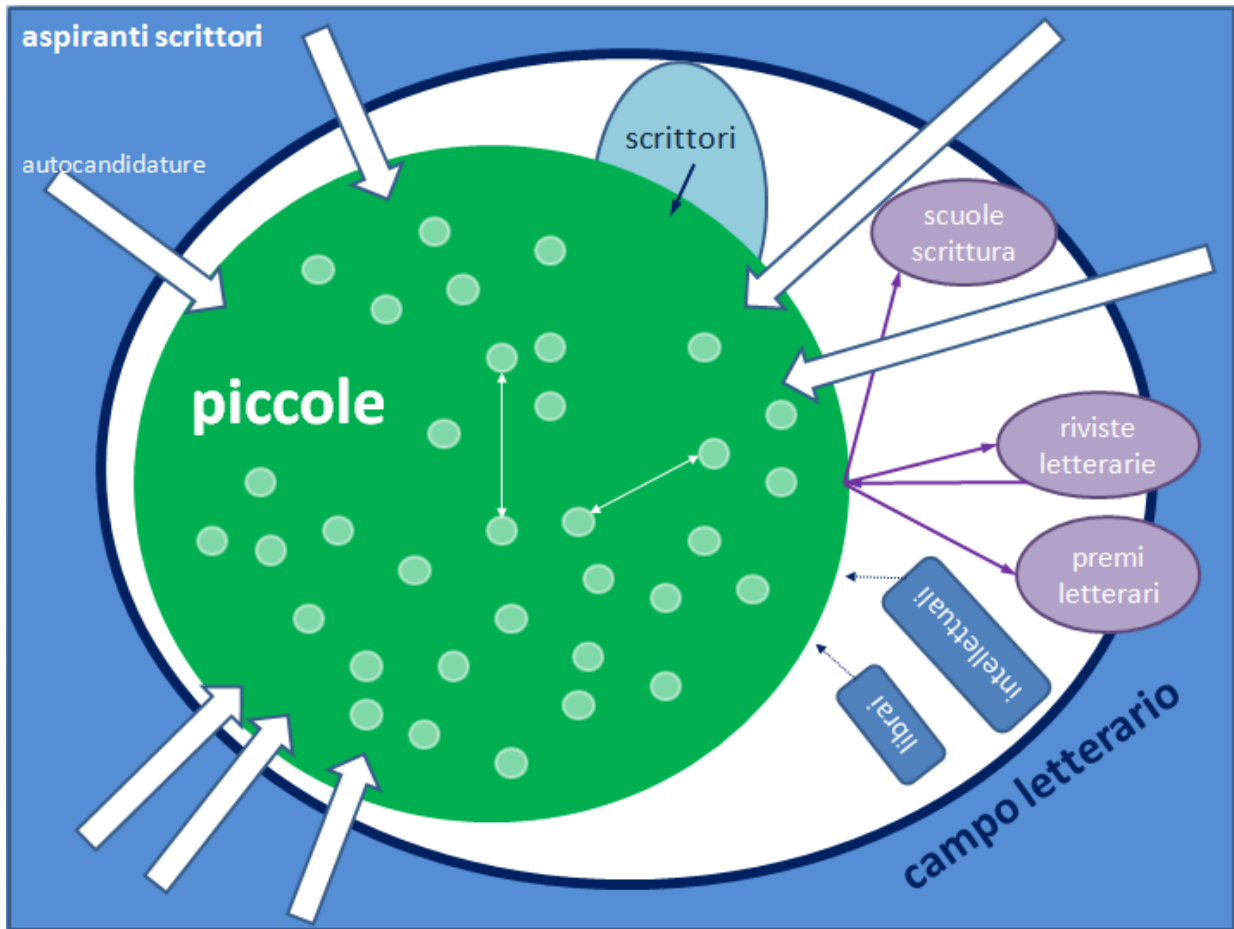 aspiranti scrittori
autocandidature
scrittori
scuole
scrittura
piccole
riviste
letterarie
premi
letterari
intellettuali
librai
campo letterario